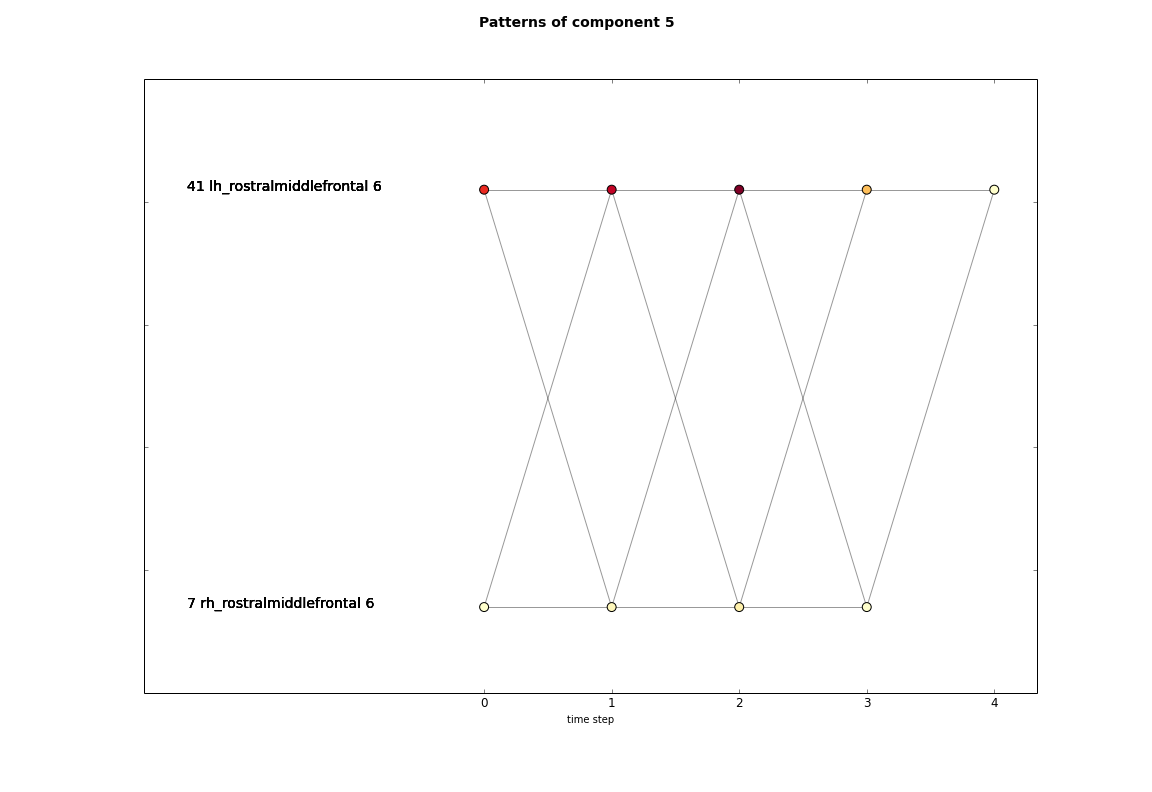 Patterns of component 5
41 lh_rostralmiddlefrontal 6
7 rh_rostralmiddlefrontal 6
0 1 2 3 4
time step